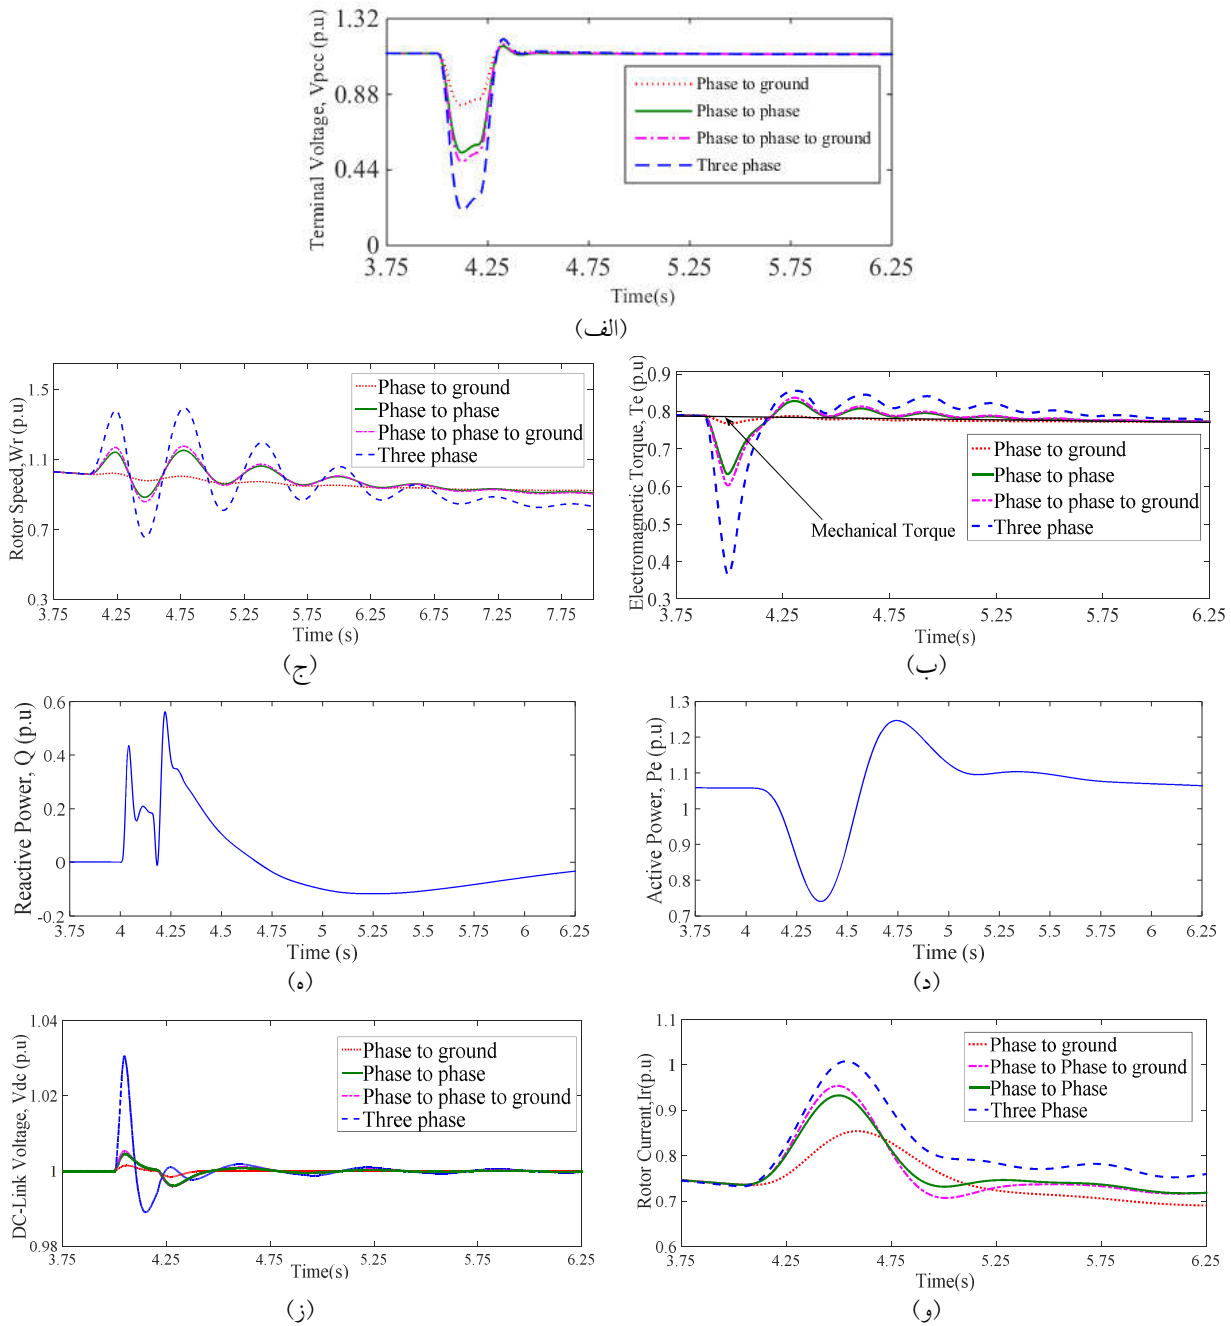 Terminal Voltage, Vpcc (p.u)
1.32
0.88
0.44
0
Phase to ground
Phase to phase
Phase to phase to ground
Three phase
3.75 4.25 4.75 5.25 5.75 6.25
Time(s)
(الف)
Electromagnetic Torque, Te (p.u)
0.9
0.8
0.7
0.6
0.5
0.4
0.3
Mechanical Torque
Phase to ground
Phase to phase
Phase to phase to ground
Three phase
3.75 4.25 4.75 5.25 5.75 6.25
Time(s)
(ب)
Rotor Speed,Wr (p.u)
1.5
1.1
0.7
0.3
Phase to ground
Phase to phase
Phase to phase to ground
Three phase
3.75 4.25 4.75 5.25 5.75 6.25 6.75 7.25 7.75
Time (s)
(ج)
Active Power, Pe (p.u)
1.3
1.2
1.1
1
0.9
0.8
0.7
3.75 4 4.25 4.5 4.75 5 5.25 5.5 5.75 6 6.25
Time (s)
(د)
Reactive Power, Q (p.u)
0.6
0.4
0.2
0
-0.2
3.75 4 4.25 4.5 4.75 5 5.25 5.5 5.75 6 6.25
Time (s)
(ه)
Rotor Current,Ir(p.u)
1.1
1
0.9
0.8
0.7
0.6
Phase to ground
Phase to Phase to ground
Phase to Phase
Three Phase
3.75 4.25 4.75 5.25 5.75 6.25
Time(s)
(و)
DC-Link Voltage, Vdc (p.u)
1.04
1.02
1
0.98
Phase to ground
Phase to phase
Phase to phase to ground
Three phase
3.75 4.25 4.75 5.25 5.75 6.25
Time(s)
(ز)